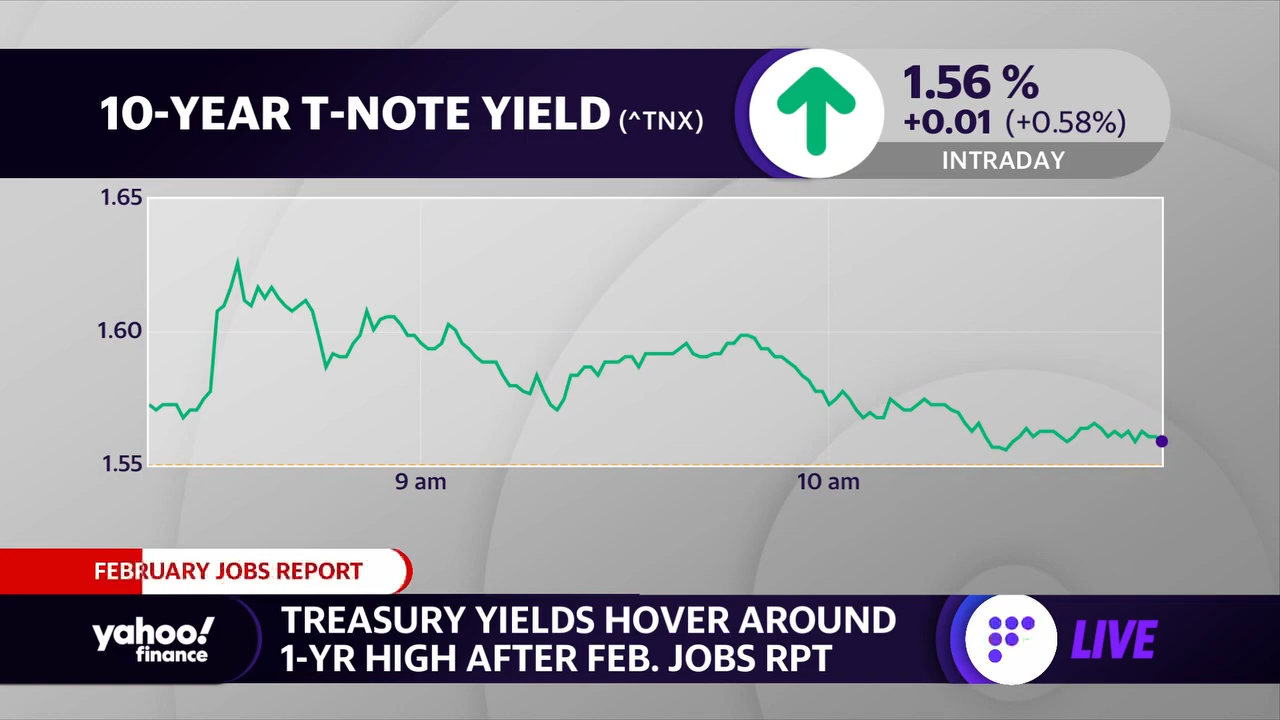 10-YEAR T-NOTE YIELD (^TNX)
1.56 %
+0.01 (+0.58%)
INTRADAY
1.65
1.60
1.55
9 am
10 am
FEBRUARY JOBS REPORT
yahoo!
finance
TREASURY YIELDS HOVER AROUND
1-YR HIGH AFTER FEB. JOBS RPT
LIVE